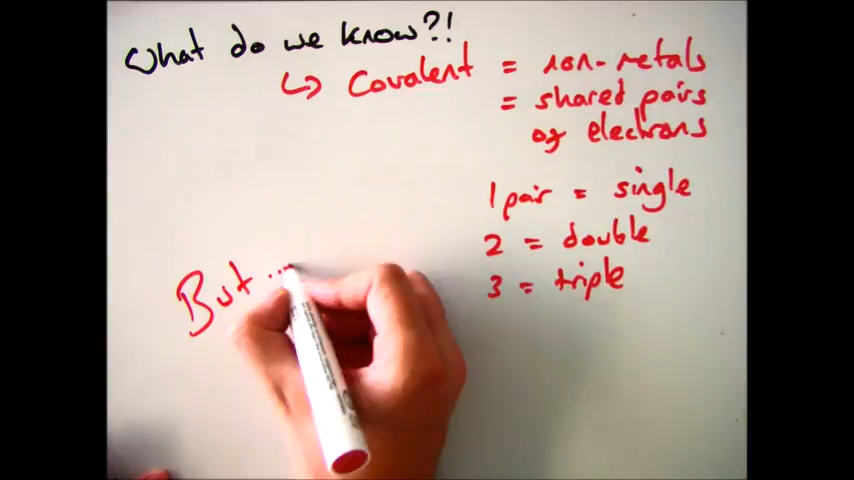 What do we know?!
↳ Covalent = non-metals
= shared pairs
of electrons
1 pair = single
2 = double
3 = triple
But ....